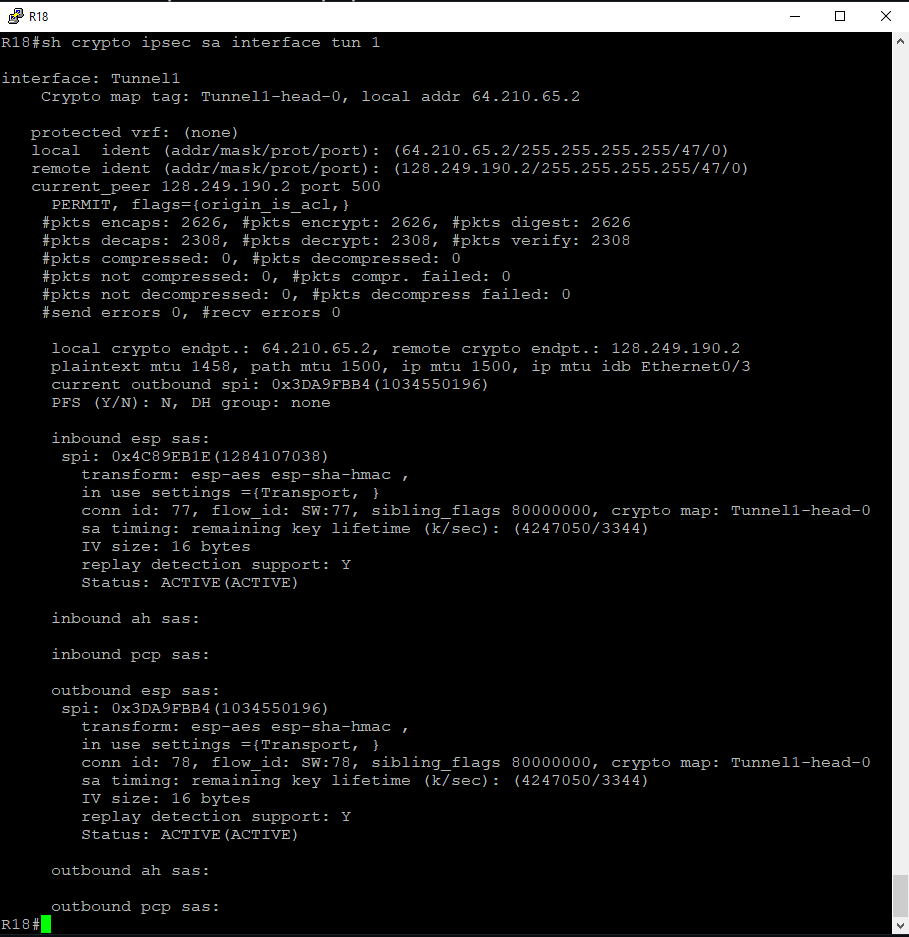 R18
R18#sh crypto ipsec sa interface tun 1
interface: Tunnel1
Crypto map tag: Tunnel1-head-0, local addr 64.210.65.2
protected vrf: (none)
local  ident (addr/mask/prot/port): (64.210.65.2/255.255.255.255/47/0)
remote ident (addr/mask/prot/port): (128.249.190.2/255.255.255.255/47/0)
current_peer 128.249.190.2 port 500
PERMIT, flags={origin_is_acl,}
#pkts encaps: 2626, #pkts encrypt: 2626, #pkts digest: 2626
#pkts decaps: 2308, #pkts decrypt: 2308, #pkts verify: 2308
#pkts compressed: 0, #pkts decompressed: 0
#pkts not compressed: 0, #pkts compr. failed: 0
#pkts not decompressed: 0, #pkts decompress failed: 0
#send errors 0, #recv errors 0
local crypto endpt.: 64.210.65.2, remote crypto endpt.: 128.249.190.2
plaintext mtu 1458, path mtu 1500, ip mtu 1500, ip mtu idb Ethernet0/3
current outbound spi: 0x3DA9FBB4(1034550196)
PFS (Y/N): N, DH group: none
inbound esp sas:
spi: 0x4C89EB1E(1284107038)
transform: esp-aes esp-sha-hmac ,
in use settings ={Transport, }
conn id: 77, flow_id: SW:77, sibling_flags 80000000, crypto map: Tunnel1-head-0
sa timing: remaining key lifetime (k/sec): (4247050/3344)
IV size: 16 bytes
replay detection support: Y
Status: ACTIVE(ACTIVE)
inbound ah sas:
inbound pcp sas:
outbound esp sas:
spi: 0x3DA9FBB4(1034550196)
transform: esp-aes esp-sha-hmac ,
in use settings ={Transport, }
conn id: 78, flow_id: SW:78, sibling_flags 80000000, crypto map: Tunnel1-head-0
sa timing: remaining key lifetime (k/sec): (4247050/3344)
IV size: 16 bytes
replay detection support: Y
Status: ACTIVE(ACTIVE)
outbound ah sas:
outbound pcp sas:
R18#